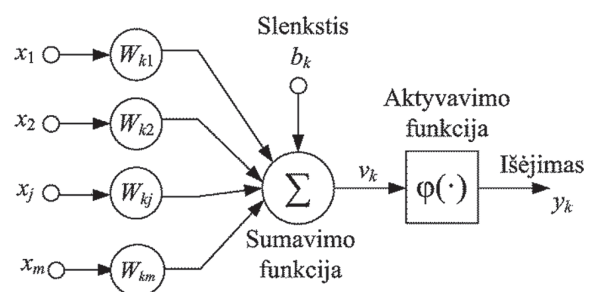 Slenkstis
b_k
x_1
W_k1
x_2
W_k2
x_j
W_kj
x_m
W_km
Σ
Sumavimo
funkcija
v_k
Aktyvavimo
funkcija
φ(·)
Išėjimas
y_k